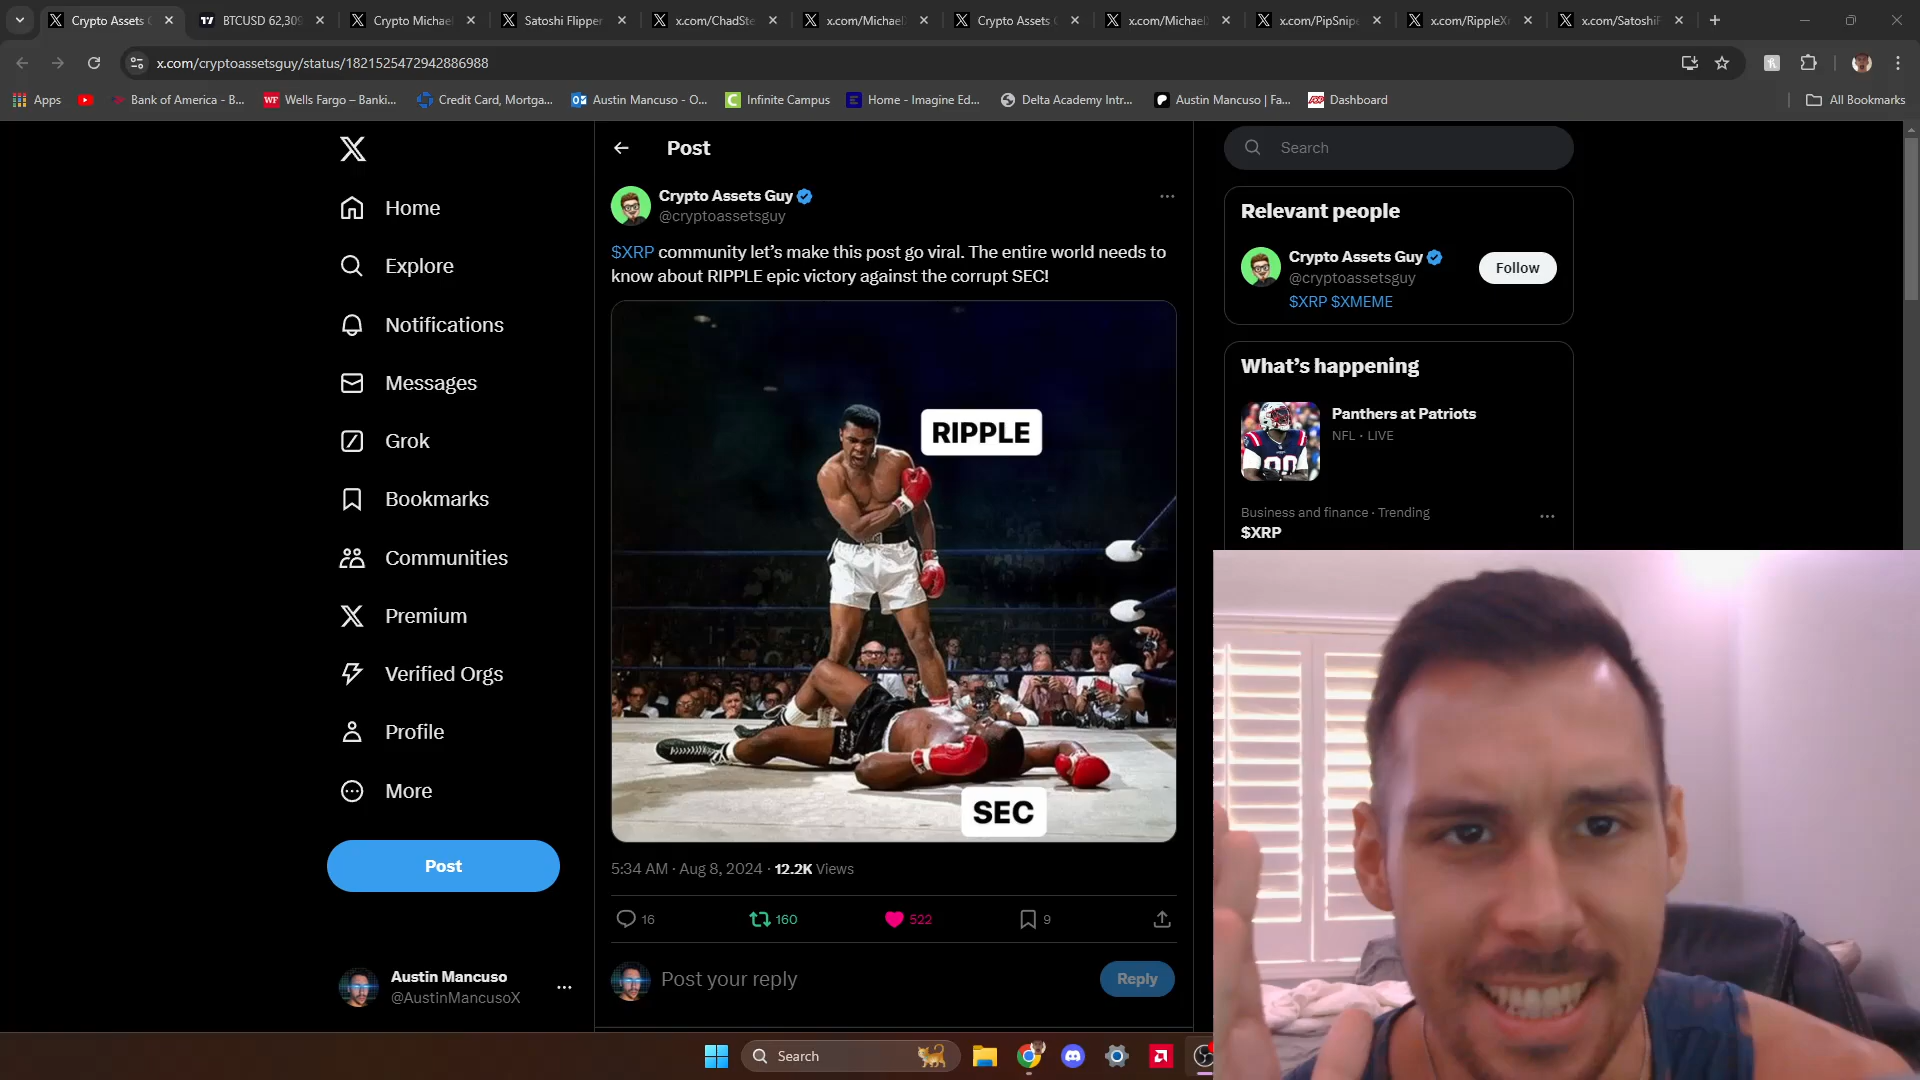 Crypto Assets
BTCUSD 62,309
Crypto Michael
Satoshi Flipper
x.com/ChadSte
x.com/Michael
Crypto Assets
x.com/Michael
x.com/PipSnipe
x.com/RippleX
x.com/SatoshiF
x.com/cryptoassetsguy/status/1821525472942886988
Apps
Bank of America - B...
WF Wells Fargo – Banki...
Credit Card, Mortga...
Austin Mancuso - O...
Infinite Campus
Home - Imagine Ed...
Delta Academy Intr...
Austin Mancuso | Fa...
Dashboard
All Bookmarks
Home
Explore
Notifications
Messages
Grok
Bookmarks
Communities
Premium
Verified Orgs
Profile
More
Post
Austin Mancuso
@AustinMancusoX
Post
Crypto Assets Guy
@cryptoassetsguy
$XRP community let’s make this post go viral. The entire world needs to
know about RIPPLE epic victory against the corrupt SEC!
RIPPLE
SEC
5:34 AM · Aug 8, 2024 · 12.2K Views
16 160 522 9
Post your reply
Reply
Search
Relevant people
Crypto Assets Guy
@cryptoassetsguy
Follow
$XRP $XMEME
What’s happening
Panthers at Patriots
NFL · LIVE
Business and finance · Trending
$XRP
Search